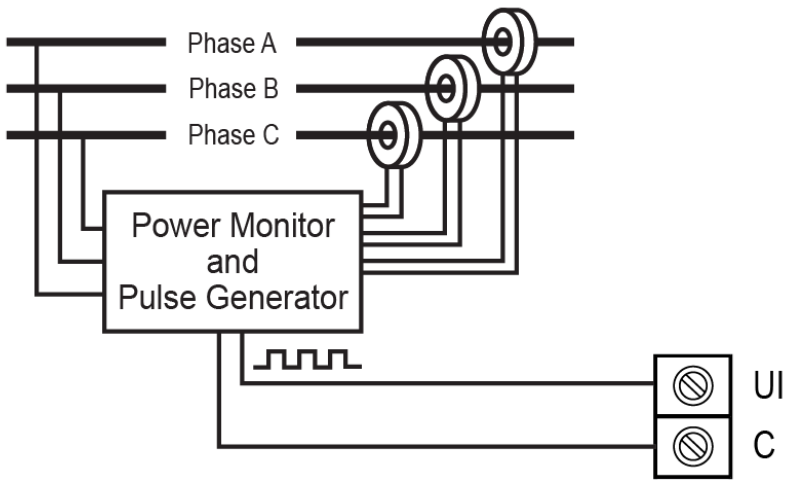 Phase A
Phase B
Phase C
Power Monitor
and
Pulse Generator
UI
C